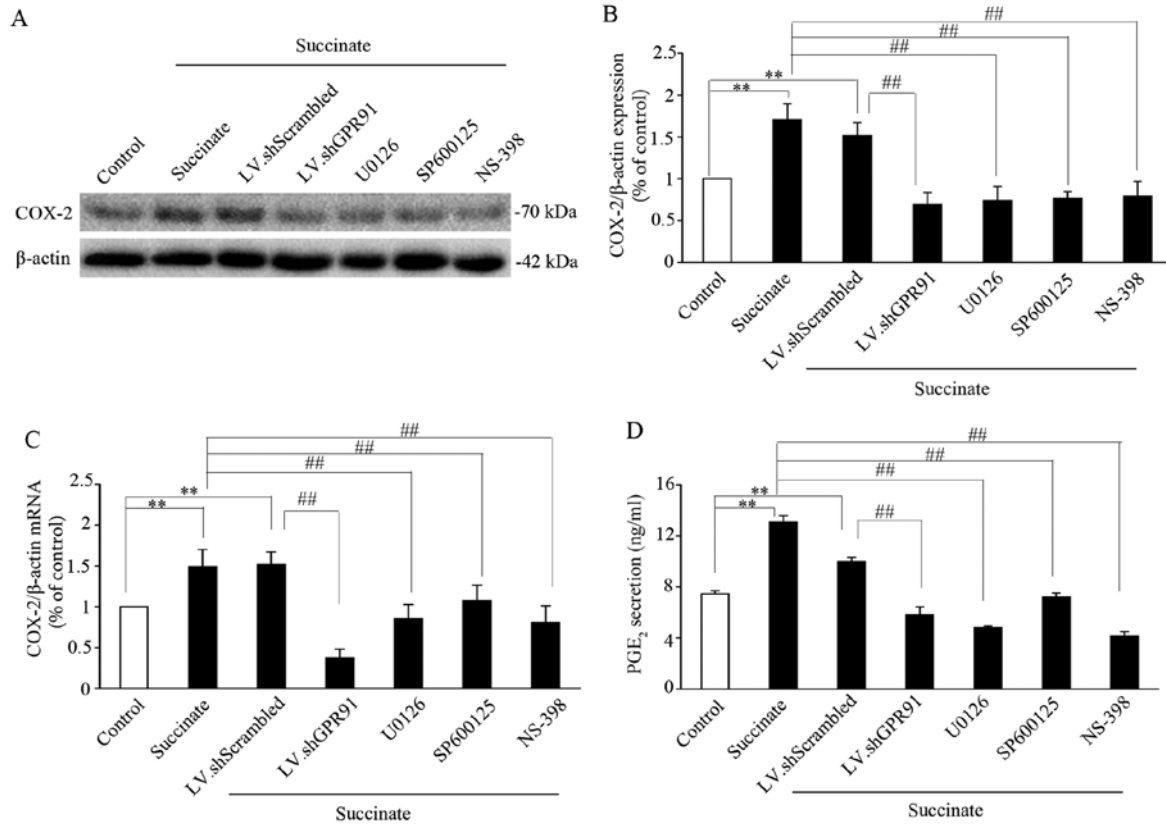 A
Succinate
Control
Succinate
LV.shScrambled
LV.shGPR91
U0126
SP600125
NS-398
COX-2
-70 kDa
β-actin
-42 kDa
B
##
##
##
**
**
##
COX-2/β-actin expression
(% of control)
2.5
2
1.5
1
0.5
0
Control
Succinate
LV.shScrambled
LV.shGPR91
U0126
SP600125
NS-398
Succinate
C
##
##
##
**
**
##
COX-2/β-actin mRNA
(% of control)
2.5
2
1.5
1
0.5
0
Control
Succinate
LV.shScrambled
LV.shGPR91
U0126
SP600125
NS-398
Succinate
D
##
##
##
**
**
##
PGE₂ secretion (ng/ml)
16
12
8
4
0
Control
Succinate
LV.shScrambled
LV.shGPR91
U0126
SP600125
NS-398
Succinate